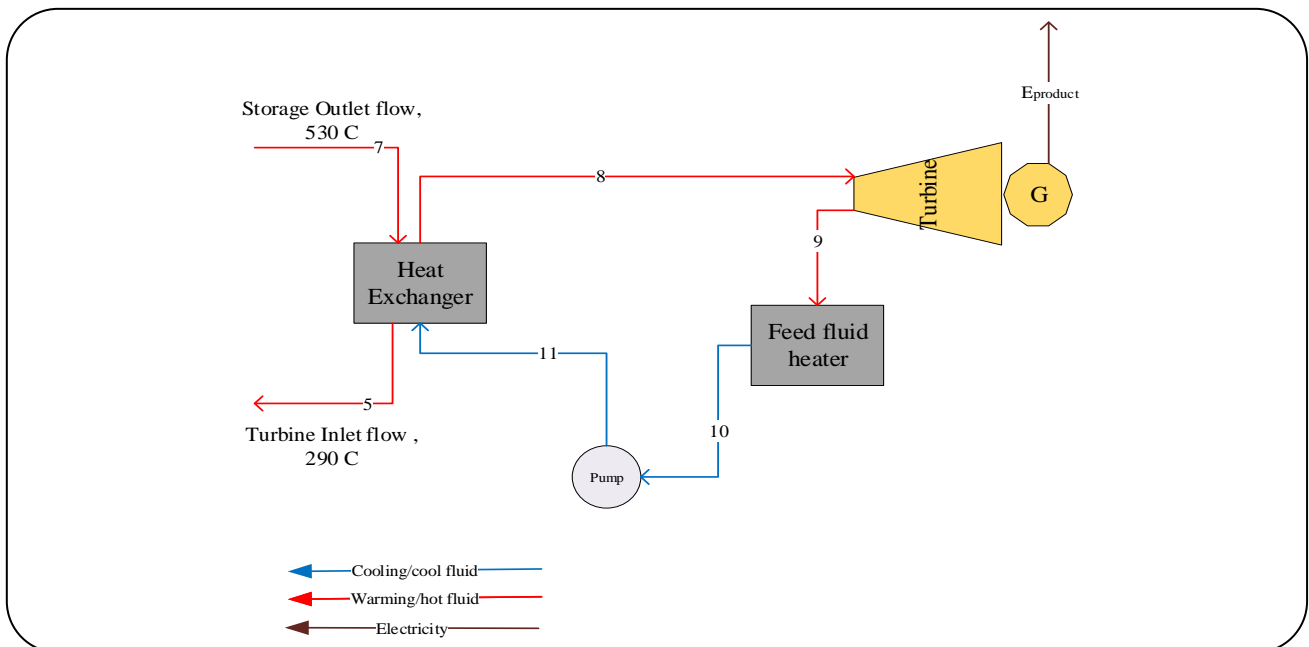 Eproduct
Storage Outlet flow,
530 C
7
8
Turbine
G
9
Heat
Exchanger
Feed fluid
heater
11
5
10
Turbine Inlet flow ,
290 C
Pump
Cooling/cool fluid
Warming/hot fluid
Electricity